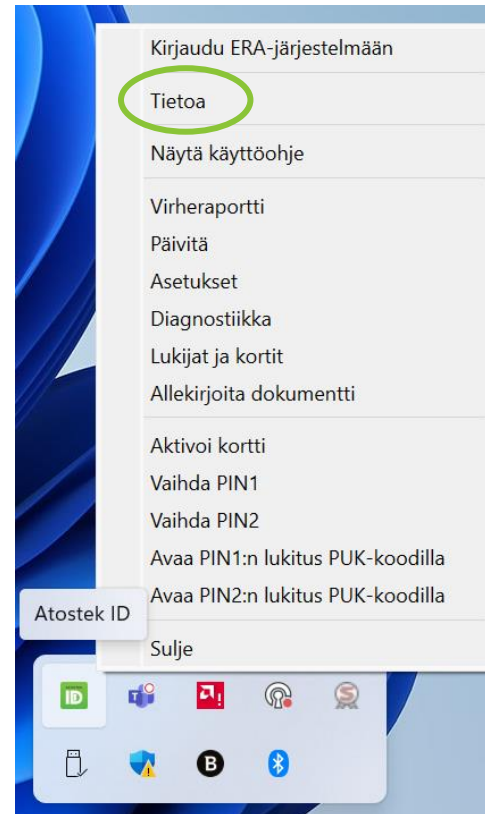 Kirjaudu ERA-järjestelmään
Tietoa
Näytä käyttöohje
Virheraportti
Päivitä
Asetukset
Diagnostiikka
Lukijat ja kortit
Allekirjoita dokumentti
Aktivoi kortti
Vaihda PIN1
Vaihda PIN2
Avaa PIN1:n lukitus PUK-koodilla
Avaa PIN2:n lukitus PUK-koodilla
Atostek ID
Sulje
ID
T
S
B